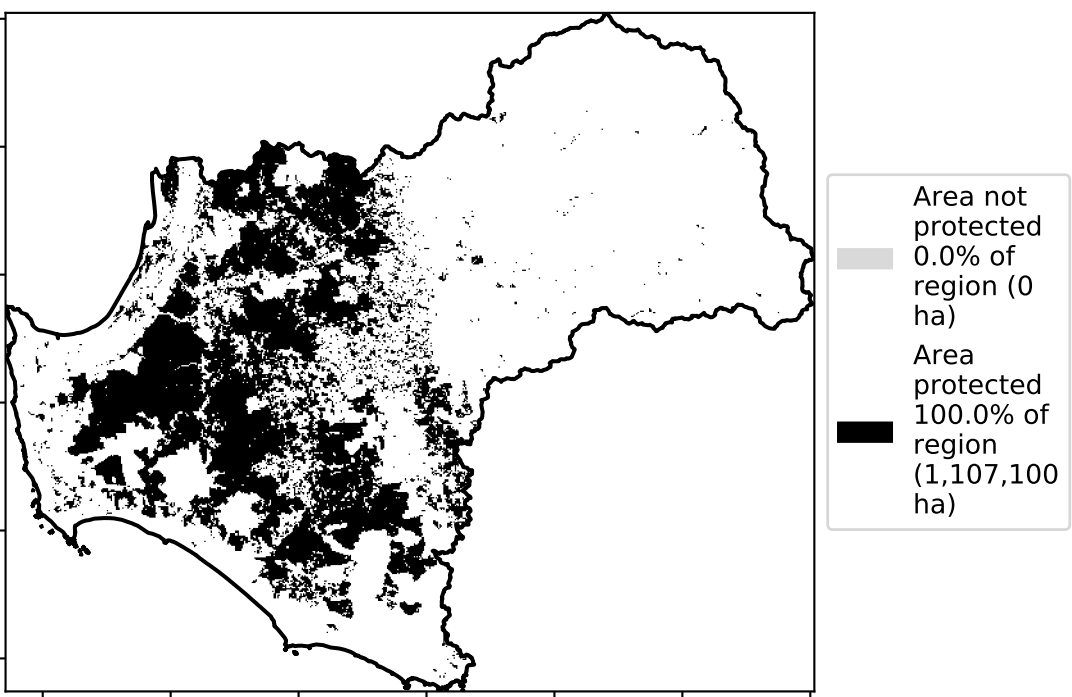 Area not
protected
0.0% of
region (0
ha)
Area
protected
100.0% of
region
(1,107,100
ha)